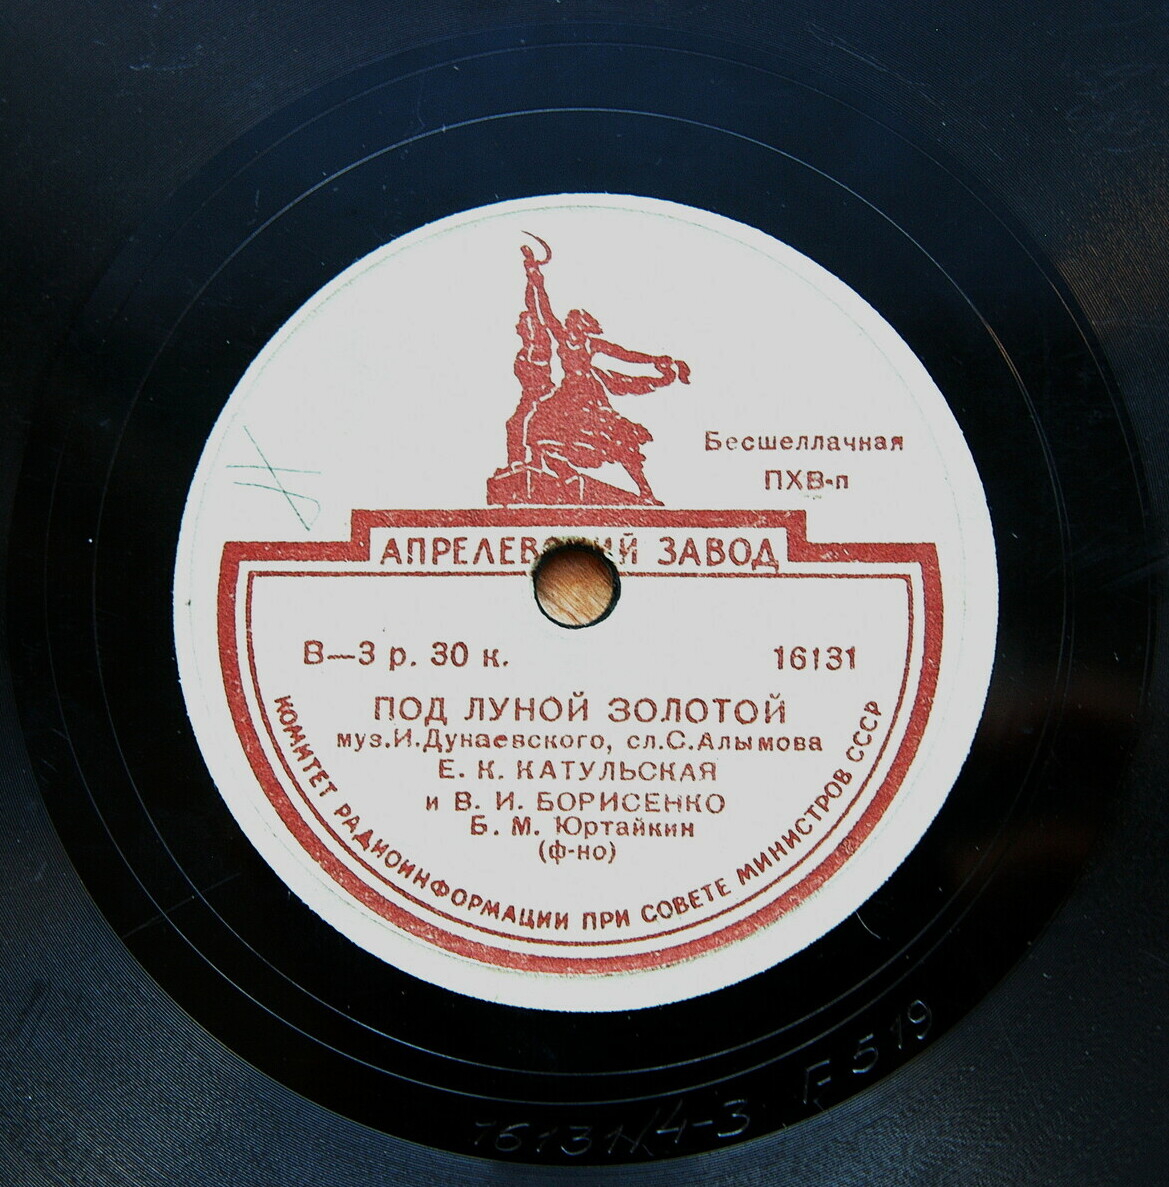 Бесшеллачная
ПХВ-п
АПРЕЛЕВСКИЙ ЗАВОД
В—3 р. 30 к.
16131
ПОД ЛУНОЙ ЗОЛОТОЙ
муз.И.Дунаевского, сл.С.Алымова
Е. К. КАТУЛЬСКАЯ
и В. И. БОРИСЕНКО
Б. М. Юртайкин
(ф-но)
КОМИТЕТ РАДИОИНФОРМАЦИИ ПРИ СОВЕТЕ МИНИСТРОВ СССР
16131/4-3 F519